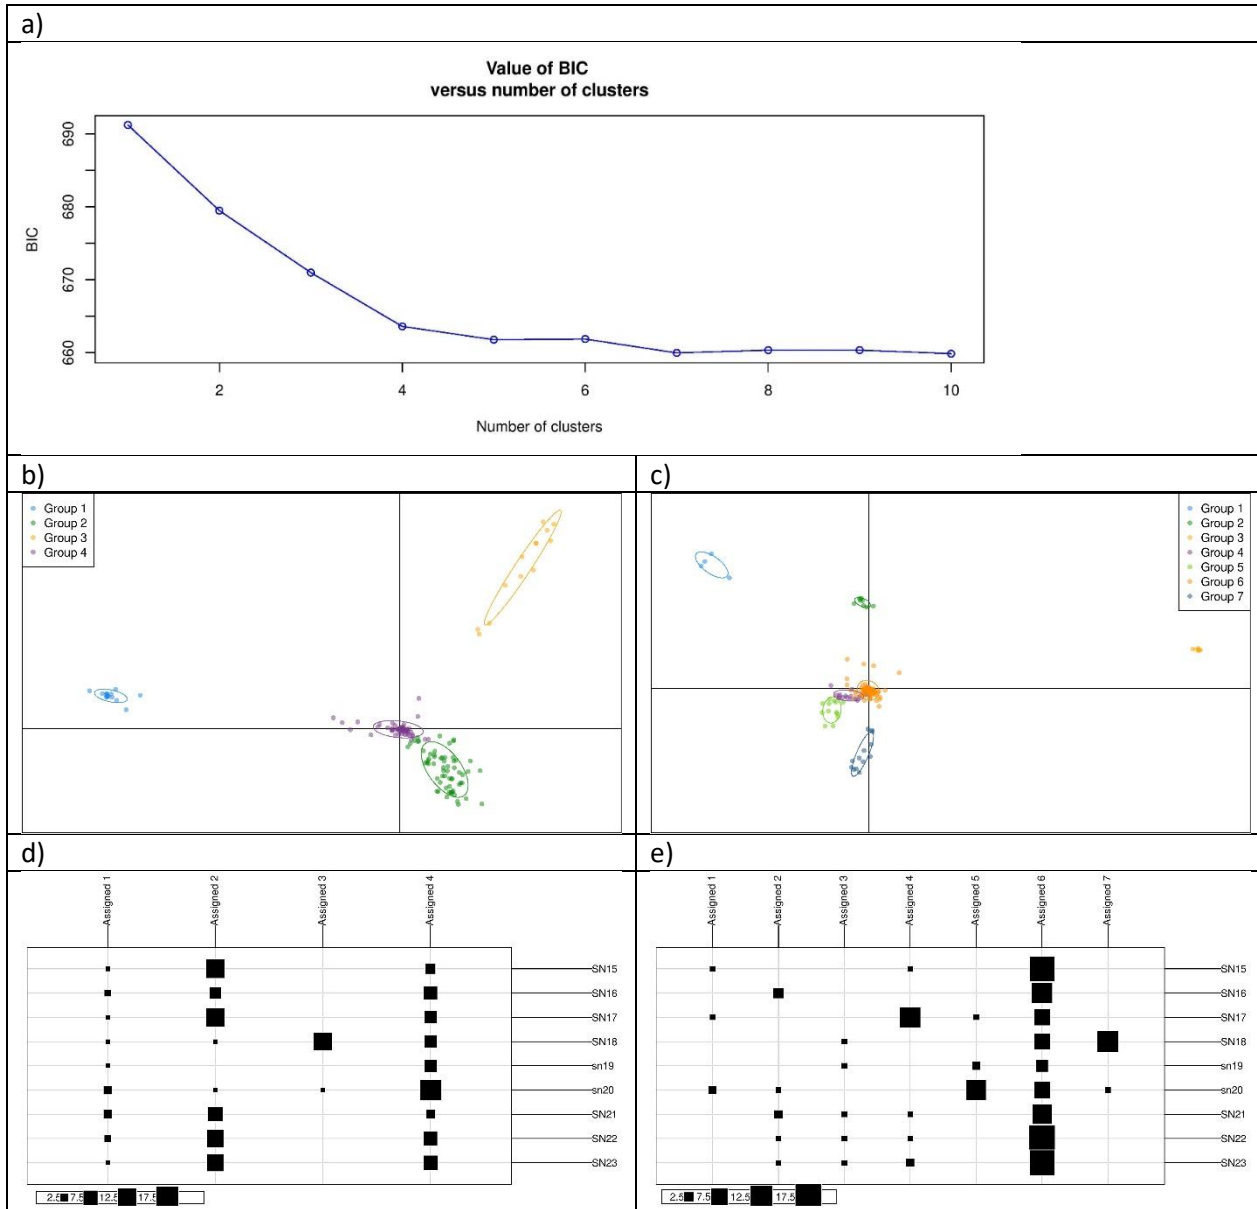 a)
Value of BIC
versus number of clusters
690
680
670
660
BIC
2
4
6
8
10
Number of clusters
b)
c)
Group 1
Group 2
Group 3
Group 4
Group 1
Group 2
Group 3
Group 4
Group 5
Group 6
Group 7
d)
e)
Assigned 1
Assigned 2
Assigned 3
Assigned 4
SN15
SN16
SN17
SN18
sn19
sn20
SN21
SN22
SN23
2.5 7.5 12.5 17.5
Assigned 1
Assigned 2
Assigned 3
Assigned 4
Assigned 5
Assigned 6
Assigned 7
SN15
SN16
SN17
SN18
sn19
sn20
SN21
SN22
SN23
2.5 7.5 12.5 17.5